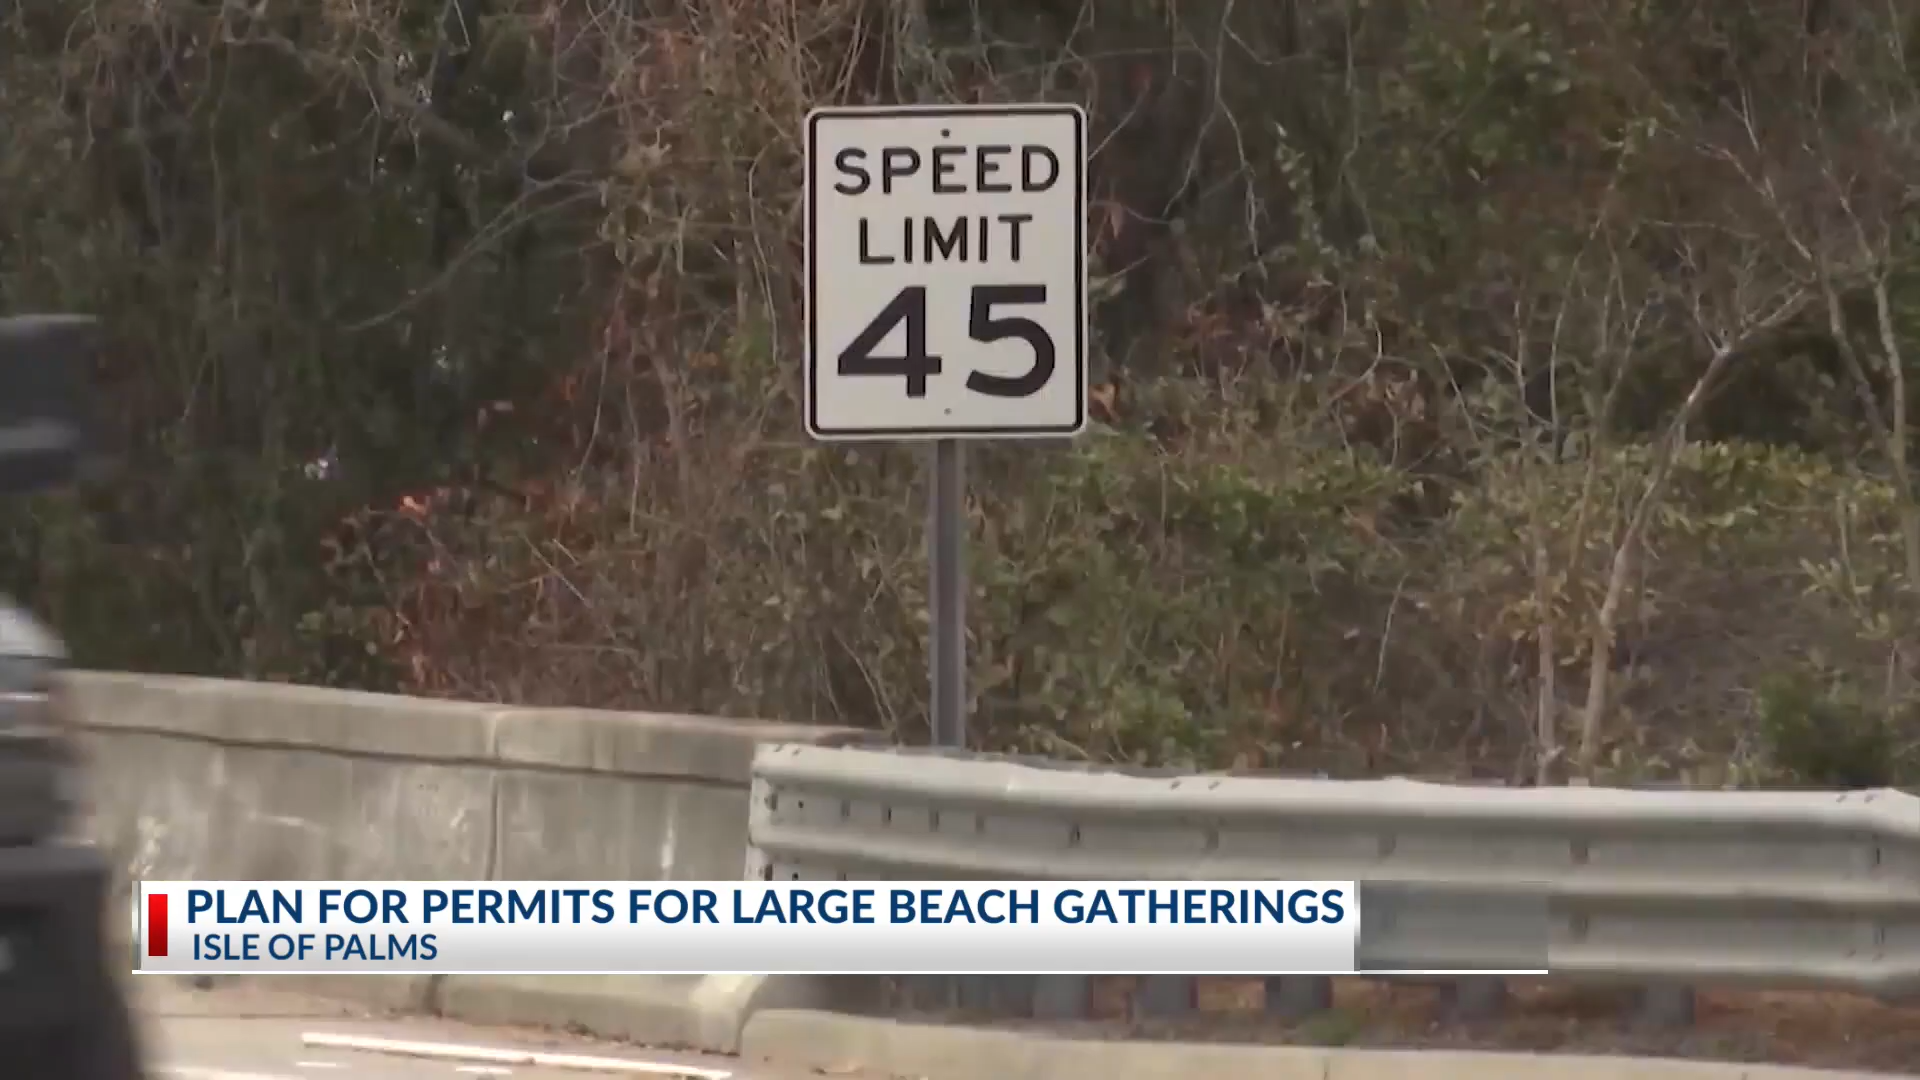 SPEED
LIMIT
45
PLAN FOR PERMITS FOR LARGE BEACH GATHERINGS
ISLE OF PALMS